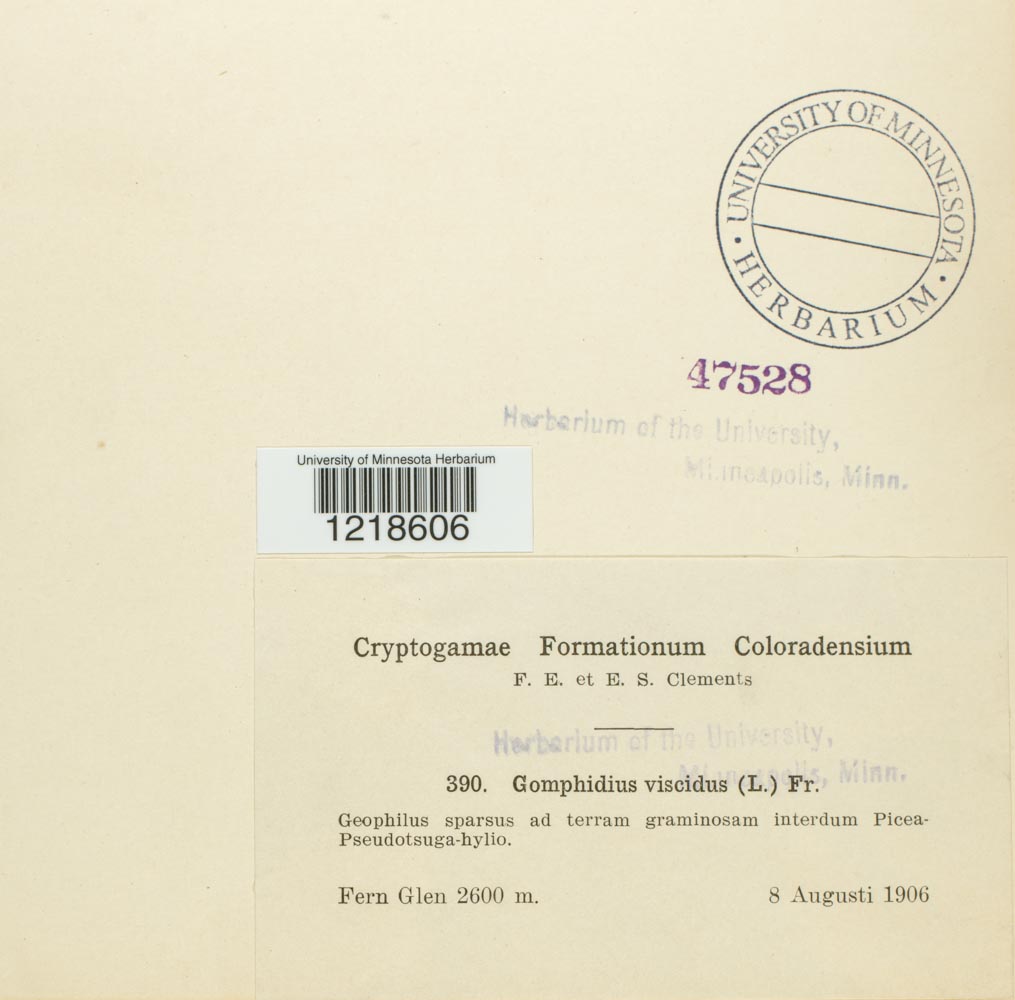 UNIVERSITY OF MINNESOTA
· HERBARIUM ·
47528
Herbarium of the University,
Minneapolis, Minn.
University of Minnesota Herbarium
1218606
Cryptogamae Formationum Coloradensium
F. E. et E. S. Clements
Herbarium of the University,
Minneapolis, Minn.
390. Gomphidius viscidus (L.) Fr.
Geophilus sparsus ad terram graminosam interdum Picea-
Pseudotsuga-hylio.
Fern Glen 2600 m. 8 Augusti 1906